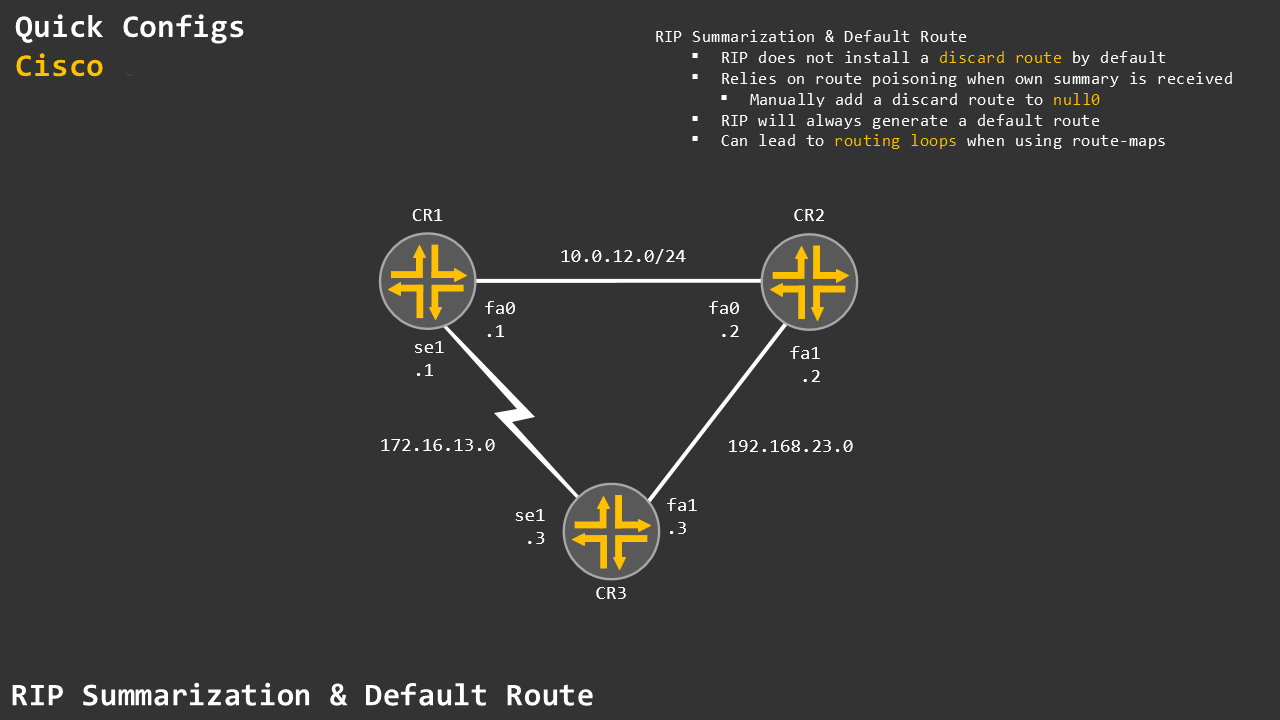 Quick Configs
Cisco
RIP Summarization & Default Route
▪ RIP does not install a discard route by default
▪ Relies on route poisoning when own summary is received
▪ Manually add a discard route to null0
▪ RIP will always generate a default route
▪ Can lead to routing loops when using route-maps
CR1
CR2
10.0.12.0/24
fa0
.1
fa0
.2
se1
.1
fa1
.2
172.16.13.0
192.168.23.0
se1
.3
fa1
.3
CR3
RIP Summarization & Default Route